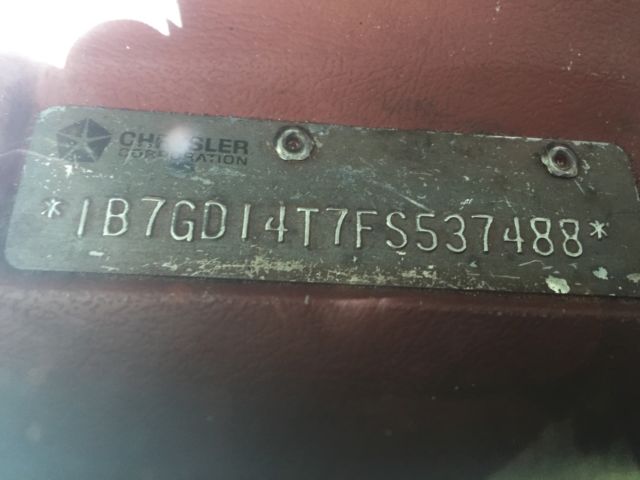 CHRYSLER
CORPORATION
*1B7GD14T7FS537488*